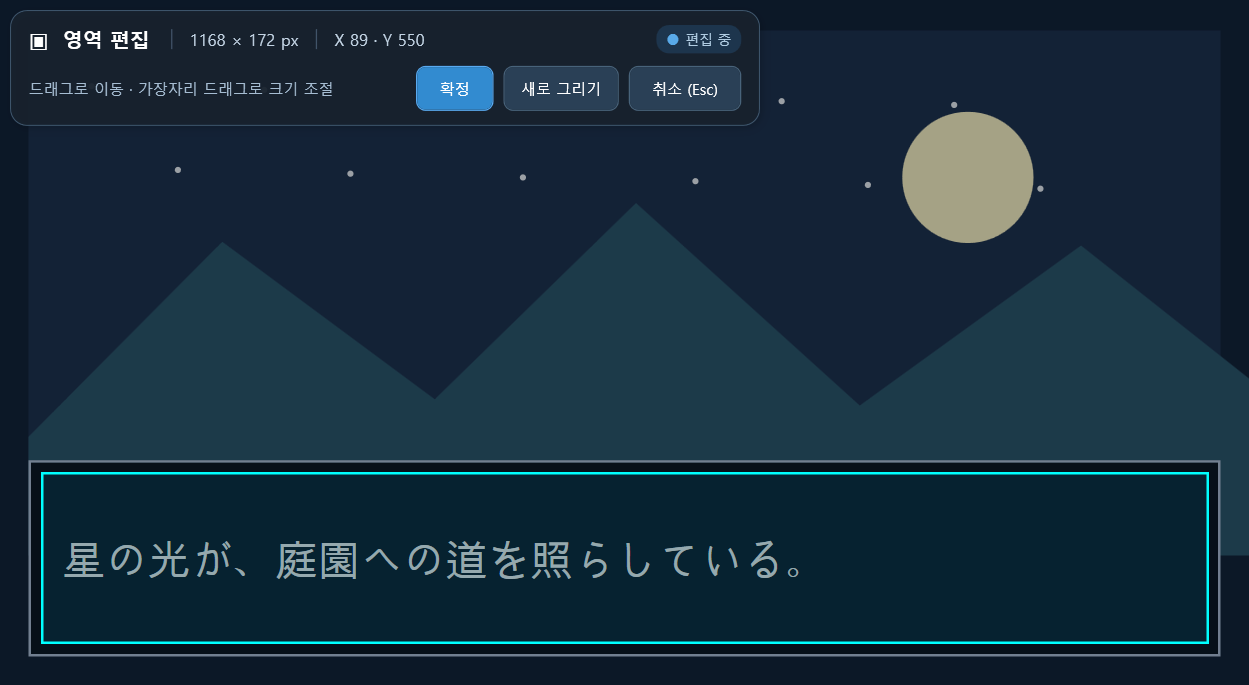 ▣ 영역 편집 | 1168 × 172 px | X 89 · Y 550 편집 중
드래그로 이동 · 가장자리 드래그로 크기 조절 확정 새로 그리기 취소 (Esc)
星の光が、庭園への道を照らしている。